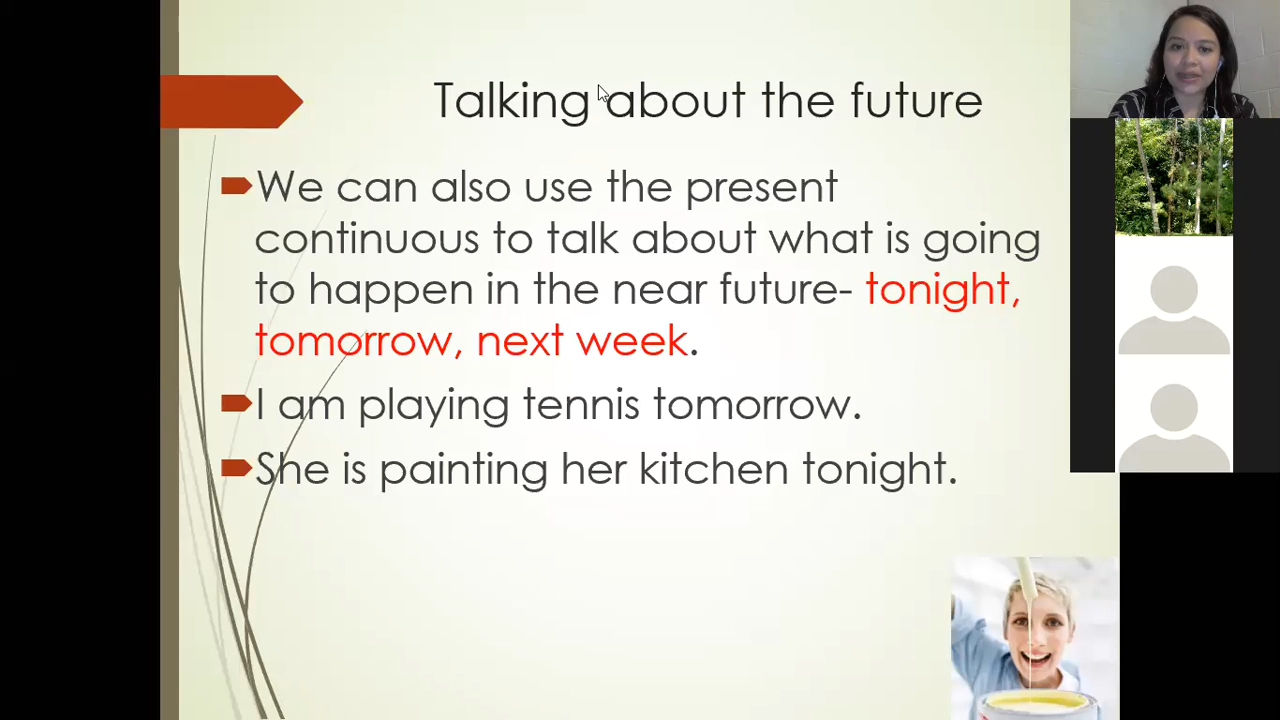 Talking about the future
We can also use the present
continuous to talk about what is going
to happen in the near future- tonight,
tomorrow, next week.
I am playing tennis tomorrow.
She is painting her kitchen tonight.